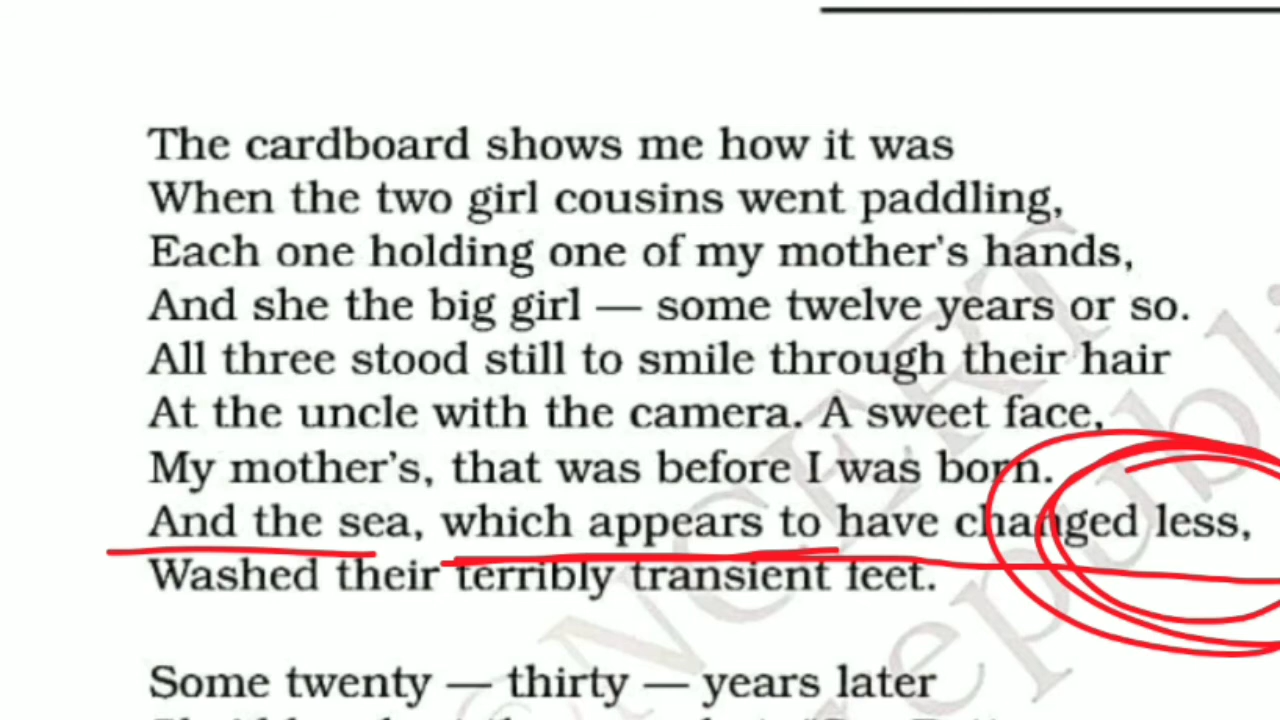 The cardboard shows me how it was
When the two girl cousins went paddling,
Each one holding one of my mother's hands,
And she the big girl — some twelve years or so.
All three stood still to smile through their hair
At the uncle with the camera. A sweet face,
My mother's, that was before I was born.
And the sea, which appears to have changed less,
Washed their terribly transient feet.
Some twenty — thirty — years later